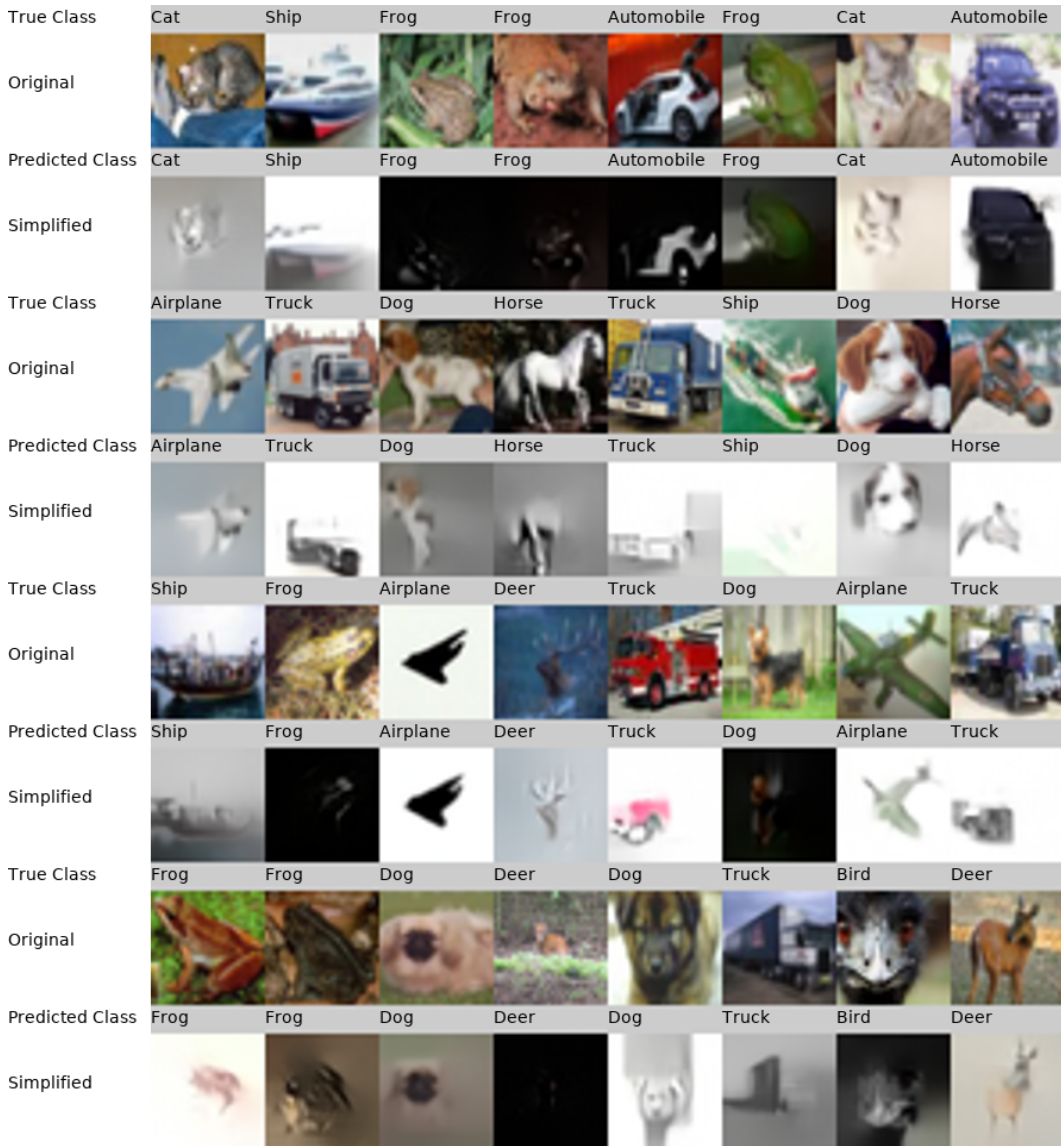 True Class Cat Ship Frog Frog Automobile Frog Cat Automobile
Original
Predicted Class Cat Ship Frog Frog Automobile Frog Cat Automobile
Simplified
True Class Airplane Truck Dog Horse Truck Ship Dog Horse
Original
Predicted Class Airplane Truck Dog Horse Truck Ship Dog Horse
Simplified
True Class Ship Frog Airplane Deer Truck Dog Airplane Truck
Original
Predicted Class Ship Frog Airplane Deer Truck Dog Airplane Truck
Simplified
True Class Frog Frog Dog Deer Dog Truck Bird Deer
Original
Predicted Class Frog Frog Dog Deer Dog Truck Bird Deer
Simplified